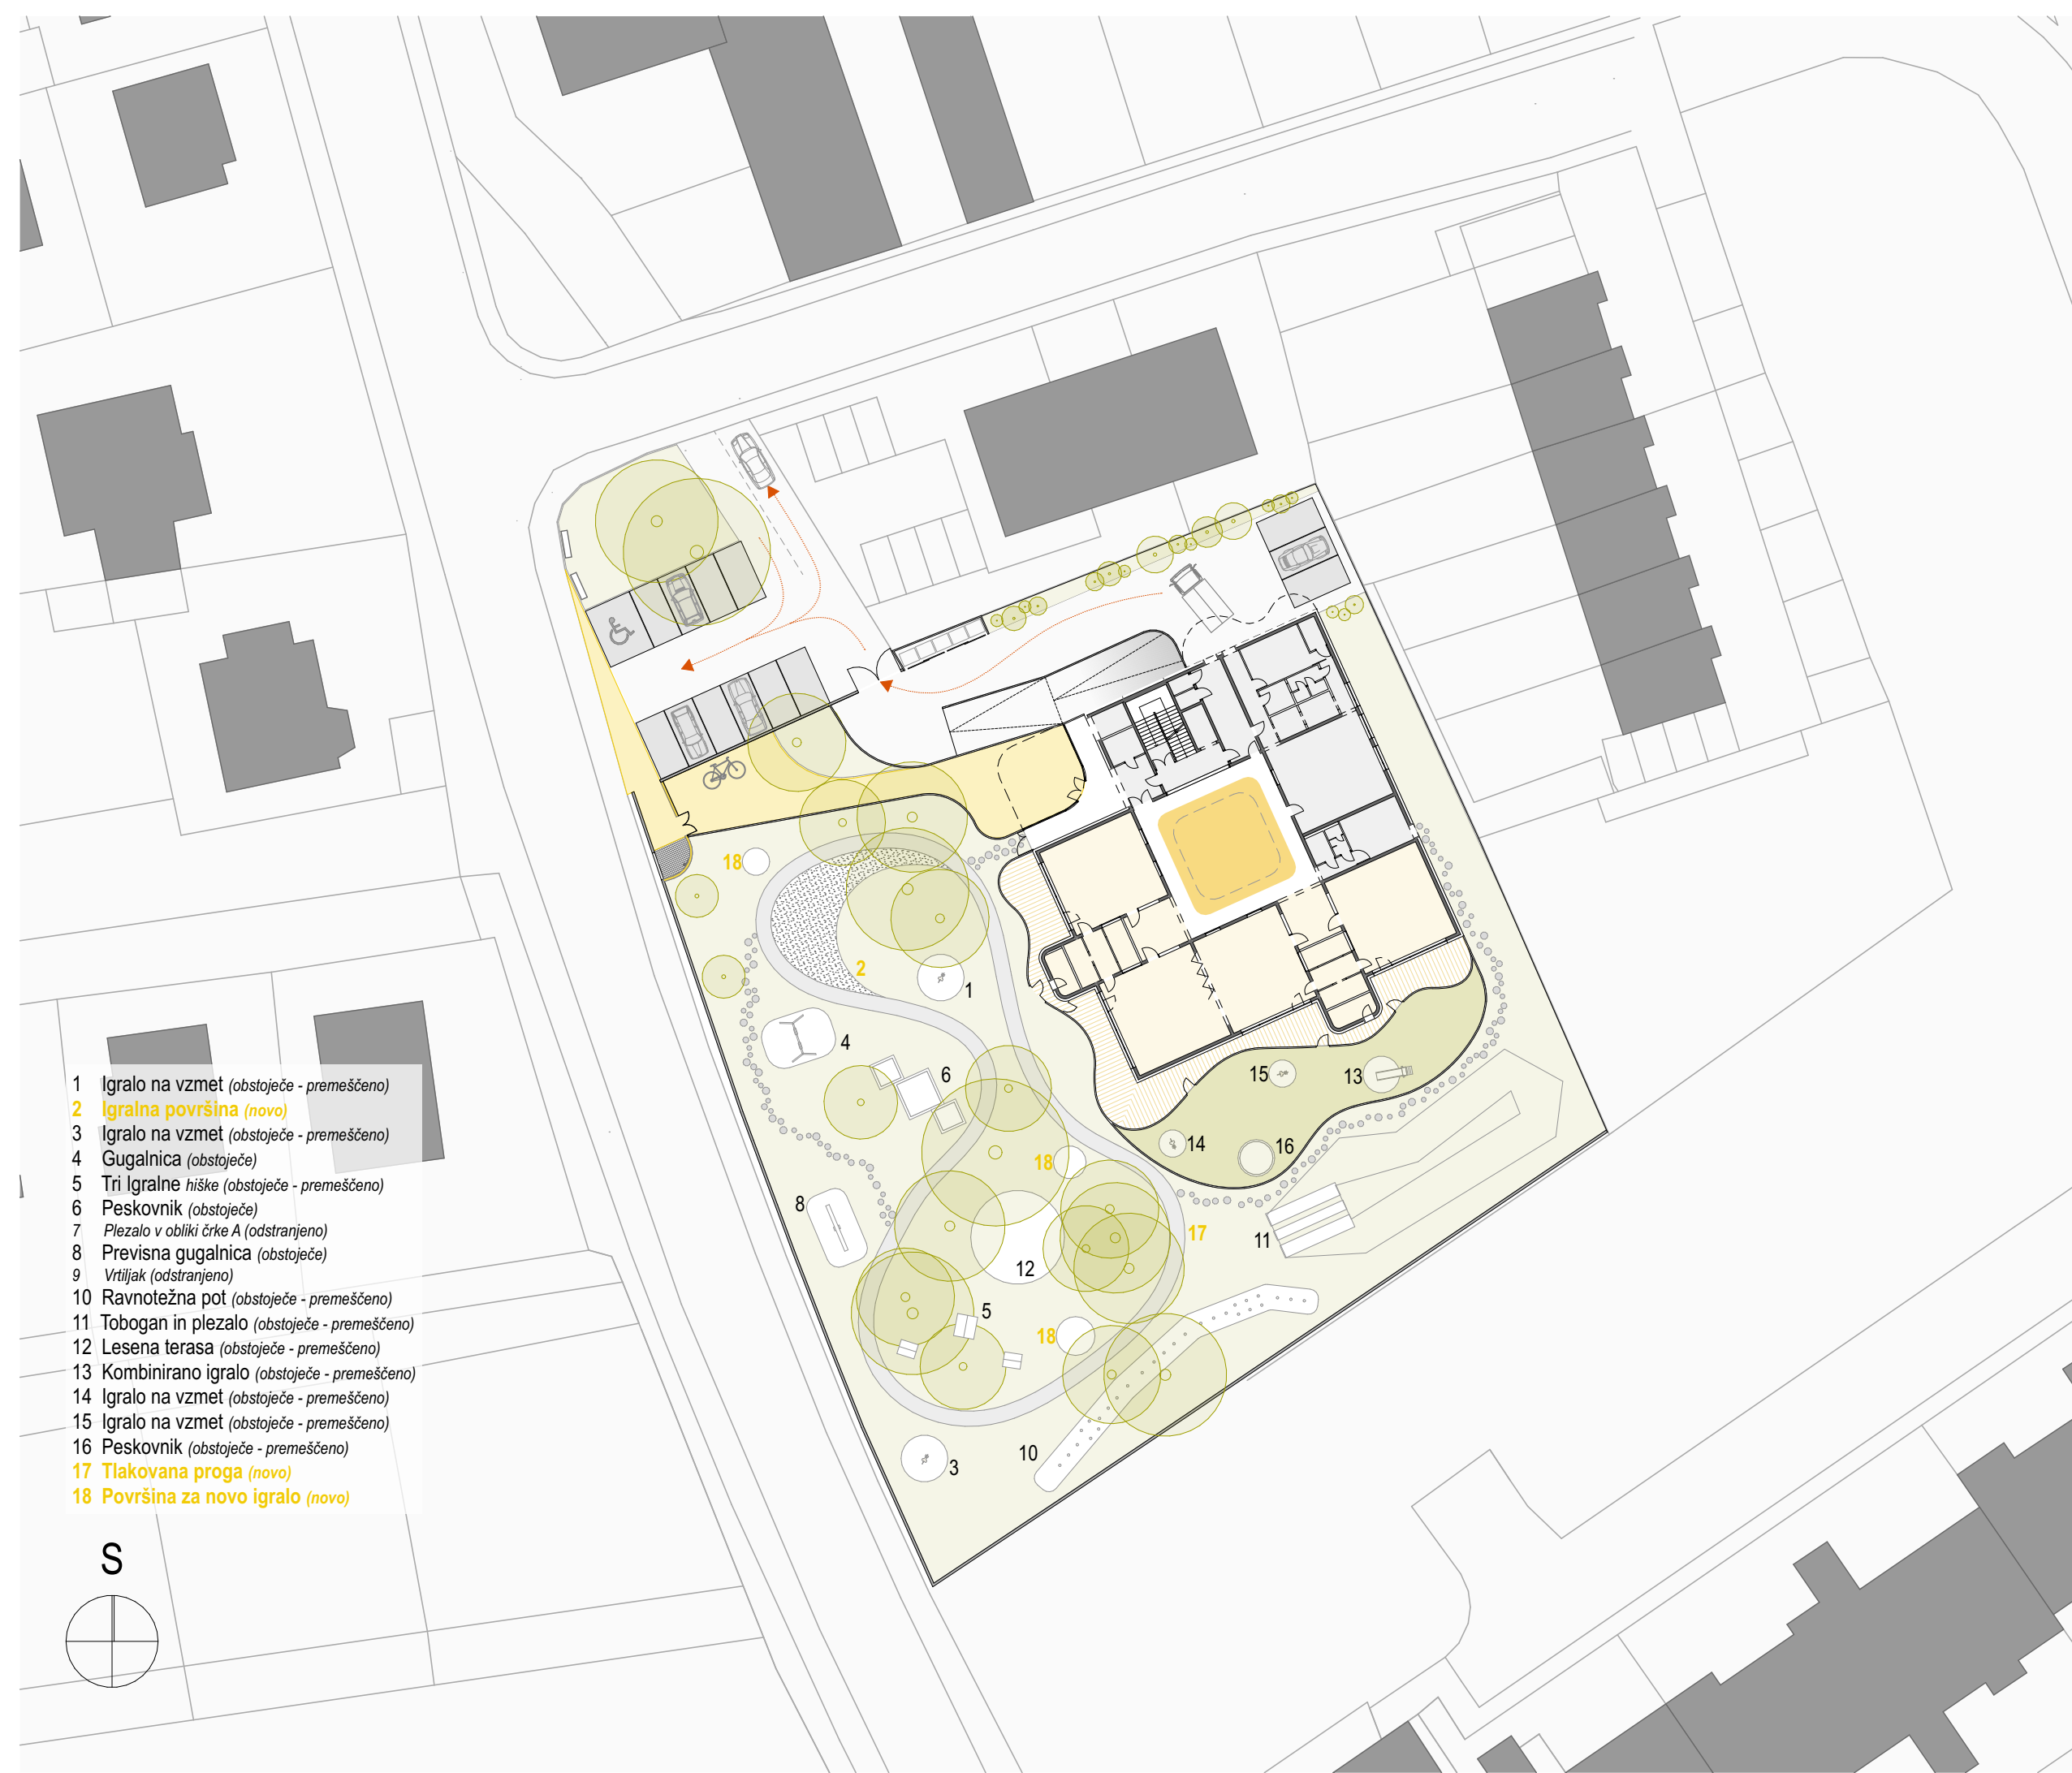 18
2
1
4
6
15
13
14
16
18
8
17
11
12
5
18
10
3
1 Igralo na vzmet (obstoječe - premeščeno)
2 Igralna površina (novo)
3 Igralo na vzmet (obstoječe - premeščeno)
4 Gugalnica (obstoječe)
5 Tri Igralne hiške (obstoječe - premeščeno)
6 Peskovnik (obstoječe)
7 Plezalo v obliki črke A (odstranjeno)
8 Previsna gugalnica (obstoječe)
9 Vrtiljak (odstranjeno)
10 Ravnotežna pot (obstoječe - premeščeno)
11 Tobogan in plezalo (obstoječe - premeščeno)
12 Lesena terasa (obstoječe - premeščeno)
13 Kombinirano igralo (obstoječe - premeščeno)
14 Igralo na vzmet (obstoječe - premeščeno)
15 Igralo na vzmet (obstoječe - premeščeno)
16 Peskovnik (obstoječe - premeščeno)
17 Tlakovana proga (novo)
18 Površina za novo igralo (novo)
S